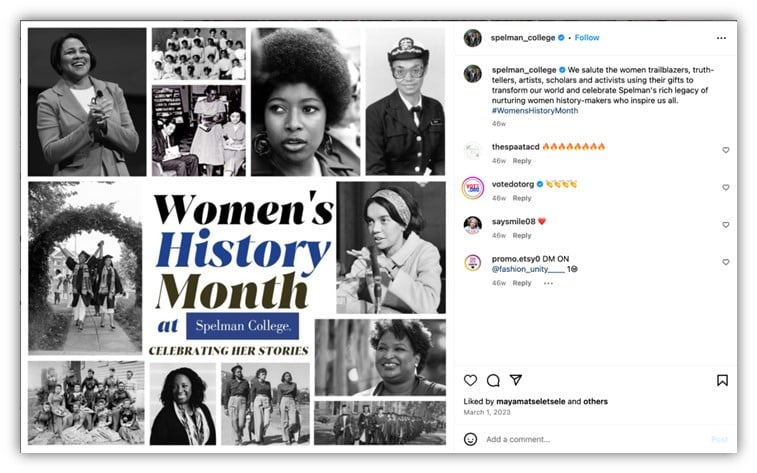 Women's
History
Month
at Spelman College.
CELEBRATING HER STORIES
spelman_college • Follow
spelman_college We salute the women trailblazers, truth-
tellers, artists, scholars and activists using their gifts to
transform our world and celebrate Spelman's rich legacy of
nurturing women history-makers who inspire us all.
#WomensHistoryMonth
46w
thespaatacd 🔥🔥🔥🔥🔥🔥🔥🔥🔥
46w Reply
votedotorg 👏👏👏👏
46w Reply
saysmile08 ❤️
46w Reply
promo.etsy0 DM ON
@fashion_unity____ 1
46w Reply
Liked by mayamatseletsele and others
March 1, 2023
Add a comment...
Post